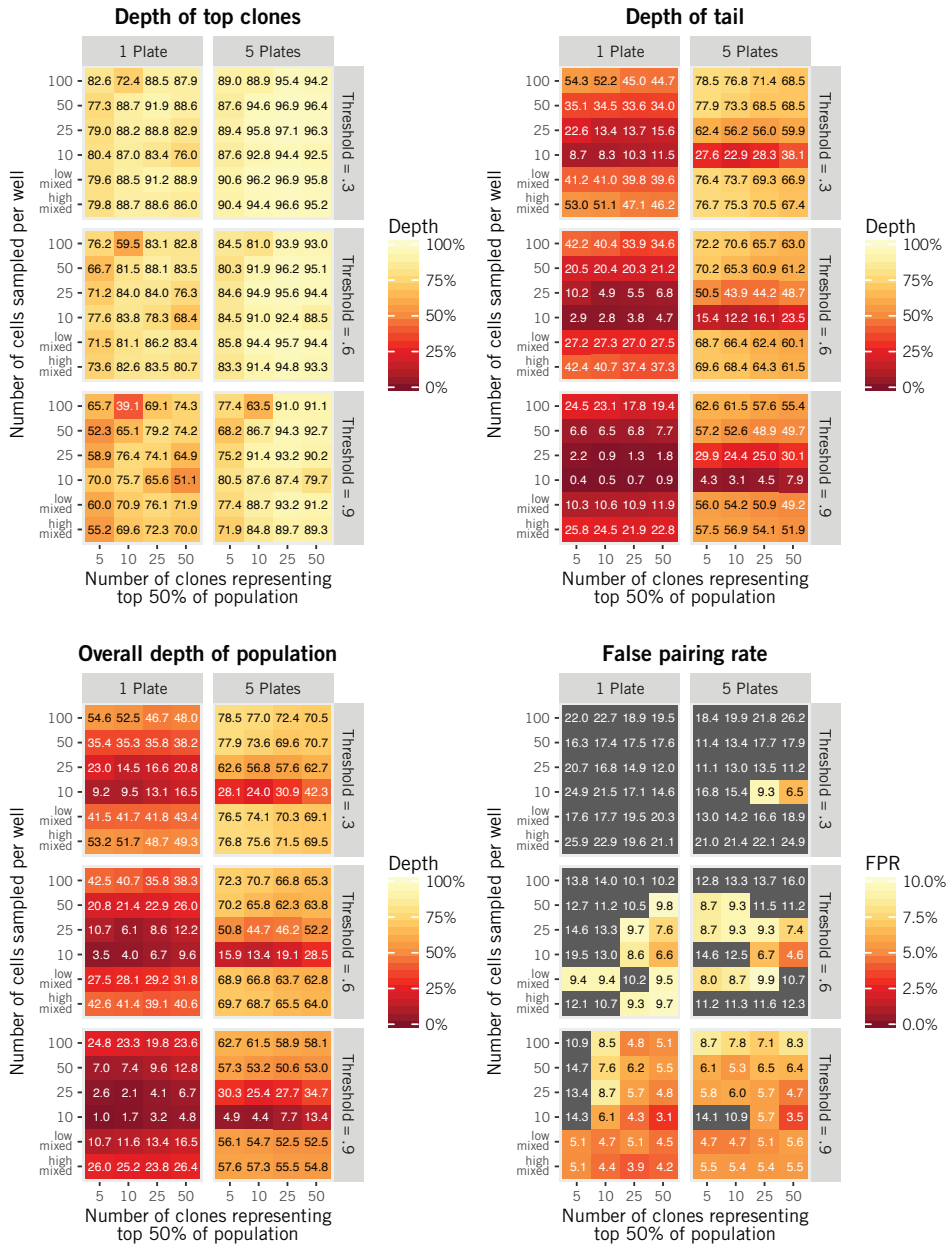 Depth of top clones
1 Plate
5 Plates
Number of cells sampled per well
100 82.6 72.4 88.5 87.9 89.0 88.9 95.4 94.2
50 77.3 88.7 91.9 88.6 87.6 94.6 96.9 96.4
25 79.0 88.2 88.8 82.9 89.4 95.8 97.1 96.3
10 80.4 87.0 83.4 76.0 87.6 92.8 94.4 92.5
low mixed 79.6 88.5 91.2 88.9 90.6 96.2 96.9 95.8
high mixed 79.8 88.7 88.6 86.0 90.4 94.4 96.6 95.2
Threshold = .3
100 76.2 59.5 83.1 82.8 84.5 81.0 93.9 93.0
50 66.7 81.5 88.1 83.5 80.3 91.9 96.2 95.1
25 71.2 84.0 84.0 76.3 84.6 94.9 95.6 94.4
10 77.6 83.8 78.3 68.4 84.5 91.0 92.4 88.5
low mixed 71.5 81.1 86.2 83.4 85.8 94.4 95.7 94.4
high mixed 73.6 82.6 83.5 80.7 83.3 91.4 94.8 93.3
Threshold = .6
100 65.7 39.1 69.1 74.3 77.4 63.5 91.0 91.1
50 52.3 65.1 79.2 74.2 68.2 86.7 94.3 92.7
25 58.9 76.4 74.1 64.9 75.2 91.4 93.2 90.2
10 70.0 75.7 65.6 51.1 80.5 87.6 87.4 79.7
low mixed 60.0 70.9 76.1 71.9 77.4 88.7 93.2 91.2
high mixed 55.2 69.6 72.3 70.0 71.9 84.8 89.7 89.3
Threshold = .9
5 10 25 50 5 10 25 50
Number of clones representing
top 50% of population
Depth
100%
75%
50%
25%
0%
Depth of tail
1 Plate
5 Plates
Number of cells sampled per well
100 54.3 52.2 45.0 44.7 78.5 76.8 71.4 68.5
50 35.1 34.5 33.6 34.0 77.9 73.3 68.5 68.5
25 22.6 13.4 13.7 15.6 62.4 56.2 56.0 59.9
10 8.7 8.3 10.3 11.5 27.6 22.9 28.3 38.1
low mixed 41.2 41.0 39.8 39.6 76.4 73.7 69.3 66.9
high mixed 53.0 51.1 47.1 46.2 76.7 75.3 70.5 67.4
Threshold = .3
100 42.2 40.4 33.9 34.6 72.2 70.6 65.7 63.0
50 20.5 20.4 20.3 21.2 70.2 65.3 60.9 61.2
25 10.2 4.9 5.5 6.8 50.5 43.9 44.2 48.7
10 2.9 2.8 3.8 4.7 15.4 12.2 16.1 23.5
low mixed 27.2 27.3 27.0 27.5 68.7 66.4 62.4 60.1
high mixed 42.4 40.7 37.4 37.3 69.6 68.4 64.3 61.5
Threshold = .6
100 24.5 23.1 17.8 19.4 62.6 61.5 57.6 55.4
50 6.6 6.5 6.8 7.7 57.2 52.6 48.9 49.7
25 2.2 0.9 1.3 1.8 29.9 24.4 25.0 30.1
10 0.4 0.5 0.7 0.9 4.3 3.1 4.5 7.9
low mixed 10.3 10.6 10.9 11.9 56.0 54.2 50.9 49.2
high mixed 25.8 24.5 21.9 22.8 57.5 56.9 54.1 51.9
Threshold = .9
5 10 25 50 5 10 25 50
Number of clones representing
top 50% of population
Depth
100%
75%
50%
25%
0%
Overall depth of population
1 Plate
5 Plates
Number of cells sampled per well
100 54.6 52.5 46.7 48.0 78.5 77.0 72.4 70.5
50 35.4 35.3 35.8 38.2 77.9 73.6 69.6 70.7
25 23.0 14.5 16.6 20.8 62.6 56.8 57.6 62.7
10 9.2 9.5 13.1 16.5 28.1 24.0 30.9 42.3
low mixed 41.5 41.7 41.8 43.4 76.5 74.1 70.3 69.1
high mixed 53.2 51.7 48.7 49.3 76.8 75.6 71.5 69.5
Threshold = .3
100 42.5 40.7 35.8 38.3 72.3 70.7 66.8 65.3
50 20.8 21.4 22.9 26.0 70.2 65.8 62.3 63.8
25 10.7 6.1 8.6 12.2 50.8 44.7 46.2 52.2
10 3.5 4.0 6.7 9.6 15.9 13.4 19.1 28.5
low mixed 27.5 28.1 29.2 31.8 68.9 66.8 63.7 62.8
high mixed 42.6 41.4 39.1 40.6 69.7 68.7 65.5 64.0
Threshold = .6
100 24.8 23.3 19.8 23.6 62.7 61.5 58.9 58.1
50 7.0 7.4 9.6 12.8 57.3 53.2 50.6 53.0
25 2.6 2.1 4.1 6.7 30.3 25.4 27.7 34.7
10 1.0 1.7 3.2 4.8 4.9 4.4 7.7 13.4
low mixed 10.7 11.6 13.4 16.5 56.1 54.7 52.5 52.5
high mixed 26.0 25.2 23.8 26.4 57.6 57.3 55.5 54.8
Threshold = .9
5 10 25 50 5 10 25 50
Number of clones representing
top 50% of population
Depth
100%
75%
50%
25%
0%
False pairing rate
1 Plate
5 Plates
Number of cells sampled per well
100 22.0 22.7 18.9 19.5 18.4 19.9 21.8 26.2
50 16.3 17.4 17.5 17.6 11.4 13.4 17.7 17.9
25 20.7 16.8 14.9 12.0 11.1 13.0 13.5 11.2
10 24.9 21.5 17.1 14.6 16.8 15.4 9.3 6.5
low mixed 17.6 17.7 19.5 20.3 13.0 14.2 16.6 18.9
high mixed 25.9 22.9 19.6 21.1 21.0 21.4 22.1 24.9
Threshold = .3
100 13.8 14.0 10.1 10.2 12.8 13.3 13.7 16.0
50 12.7 11.2 10.5 9.8 8.7 9.3 11.5 11.2
25 14.6 13.3 9.7 7.6 8.7 9.3 9.3 7.4
10 19.5 13.0 8.6 6.6 14.6 12.5 6.7 4.6
low mixed 9.4 9.4 10.2 9.5 8.0 8.7 9.9 10.7
high mixed 12.1 10.7 9.3 9.7 11.2 11.3 11.6 12.3
Threshold = .6
100 10.9 8.5 4.8 5.1 8.7 7.8 7.1 8.3
50 14.7 7.6 6.2 5.5 6.1 5.3 6.5 6.4
25 13.4 8.7 5.7 4.8 5.8 6.0 5.7 4.7
10 14.3 6.1 4.3 3.1 14.1 10.9 5.7 3.5
low mixed 5.1 4.7 5.1 4.5 4.7 4.7 5.1 5.6
high mixed 5.1 4.4 3.9 4.2 5.5 5.4 5.4 5.5
Threshold = .9
5 10 25 50 5 10 25 50
Number of clones representing
top 50% of population
FPR
10.0%
7.5%
5.0%
2.5%
0.0%